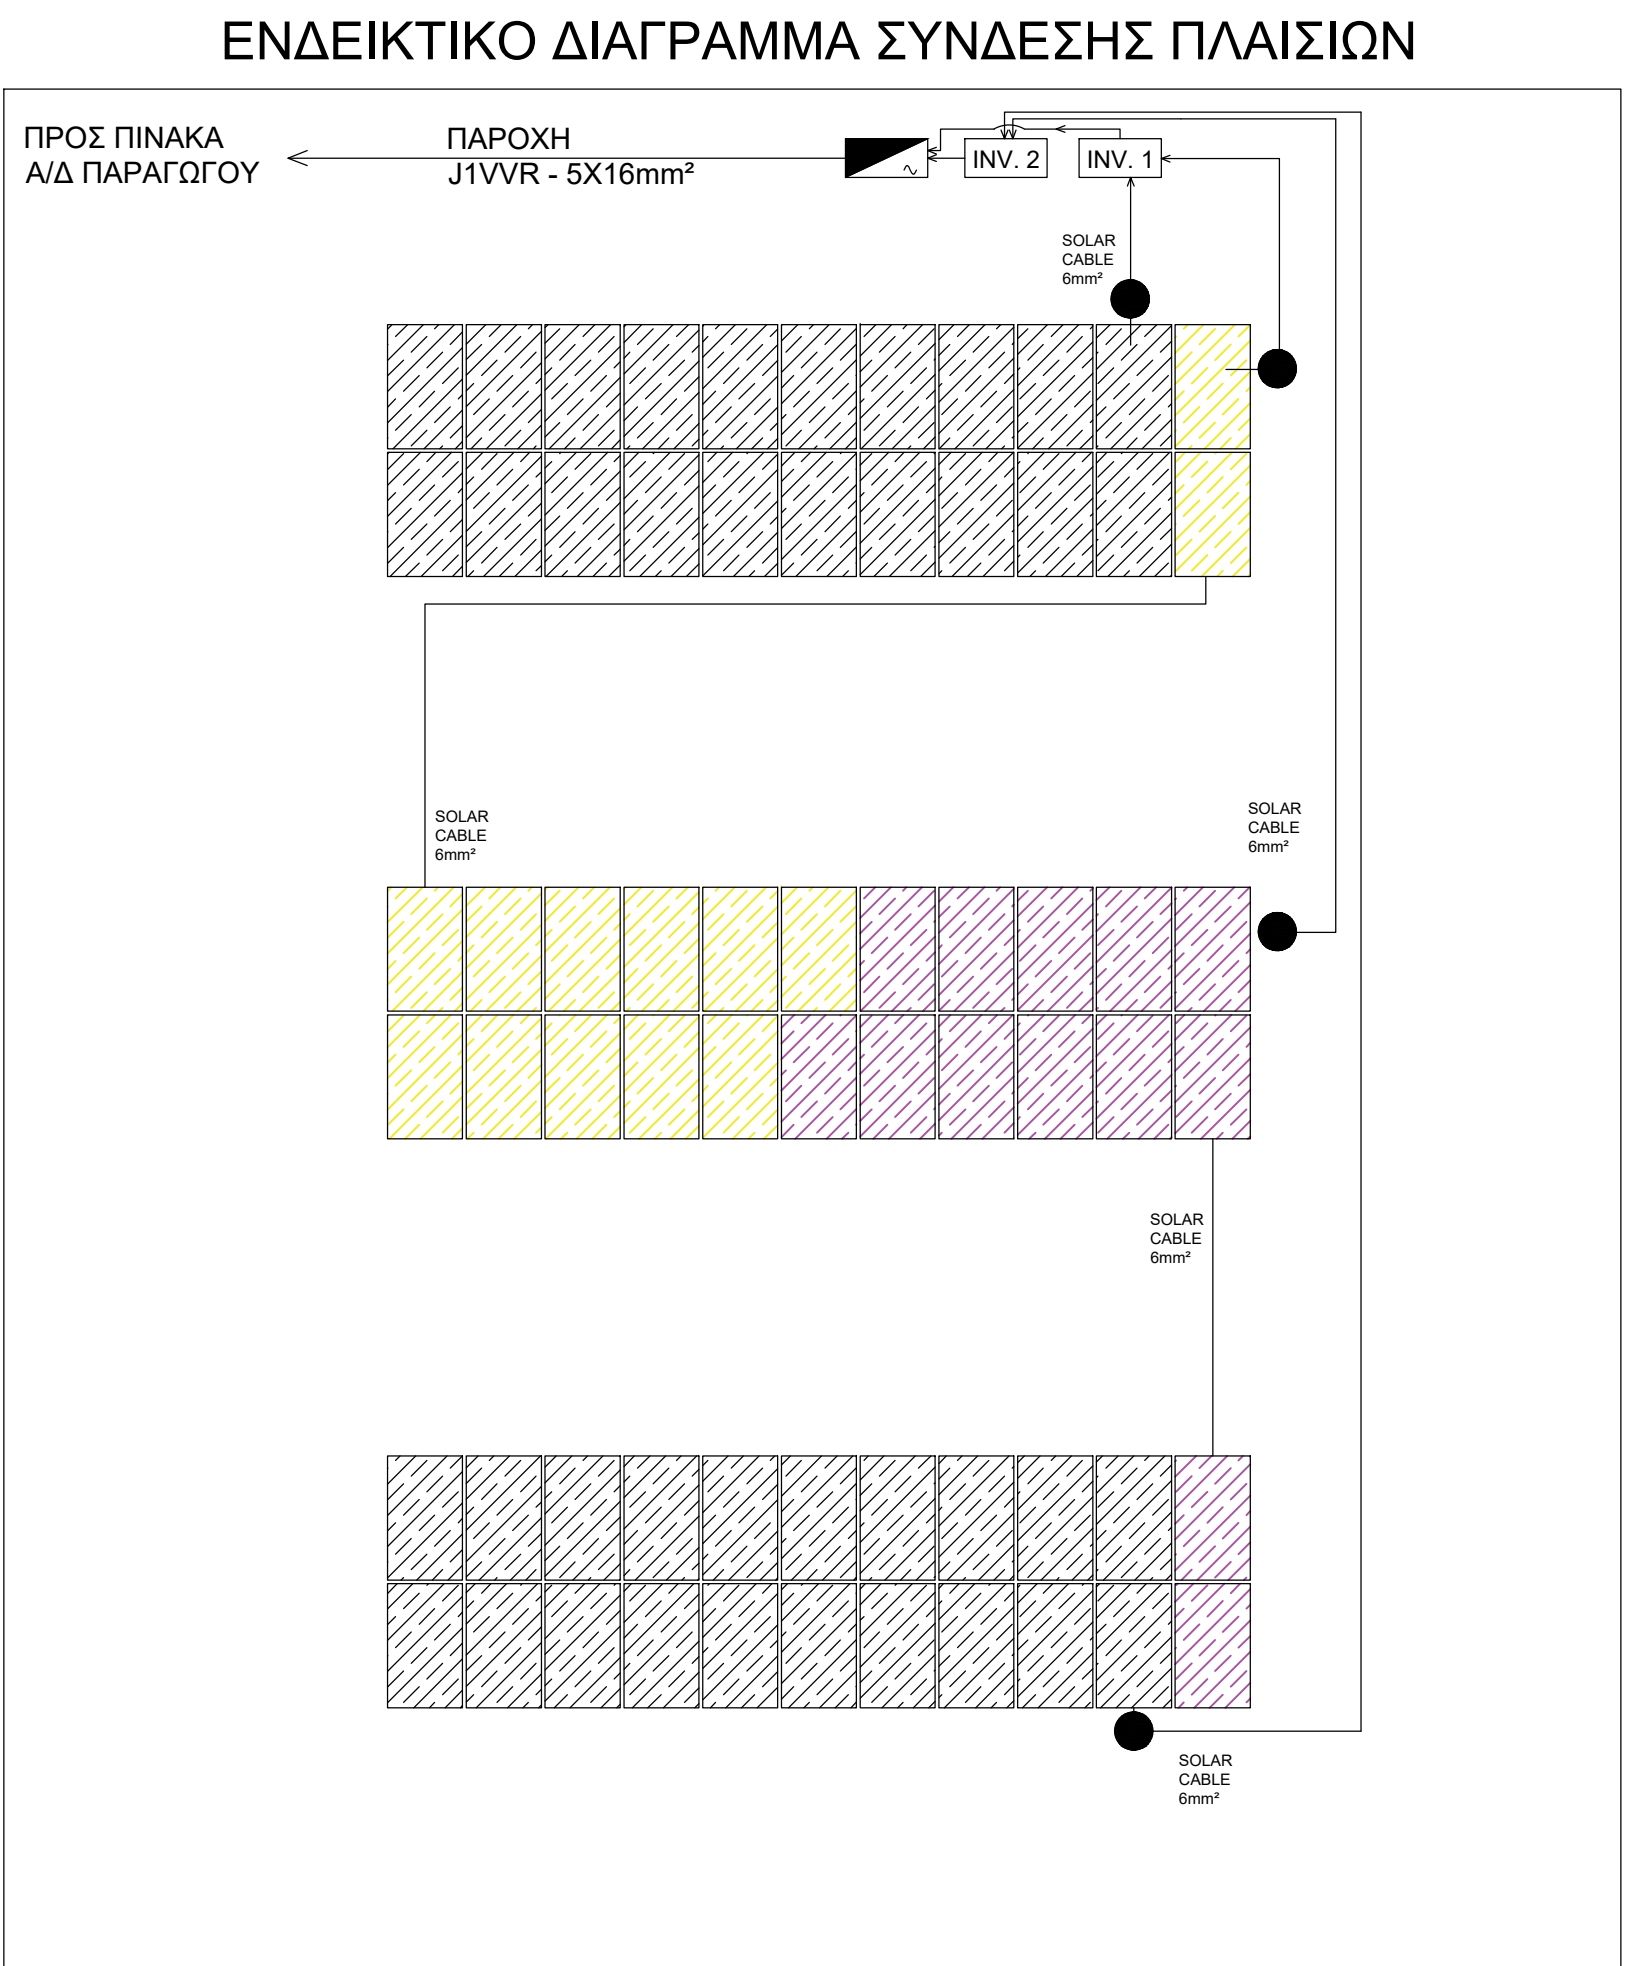 ΕΝΔΕΙΚΤΙΚΟ ΔΙΑΓΡΑΜΜΑ ΣΥΝΔΕΣΗΣ ΠΛΑΙΣΙΩΝ
ΠΡΟΣ ΠΙΝΑΚΑ
Α/Δ ΠΑΡΑΓΩΓΟΥ
ΠΑΡΟΧΗ
J1VVR - 5X16mm²
INV. 2
INV. 1
SOLAR
CABLE
6mm²
SOLAR
CABLE
6mm²
SOLAR
CABLE
6mm²
SOLAR
CABLE
6mm²
SOLAR
CABLE
6mm²